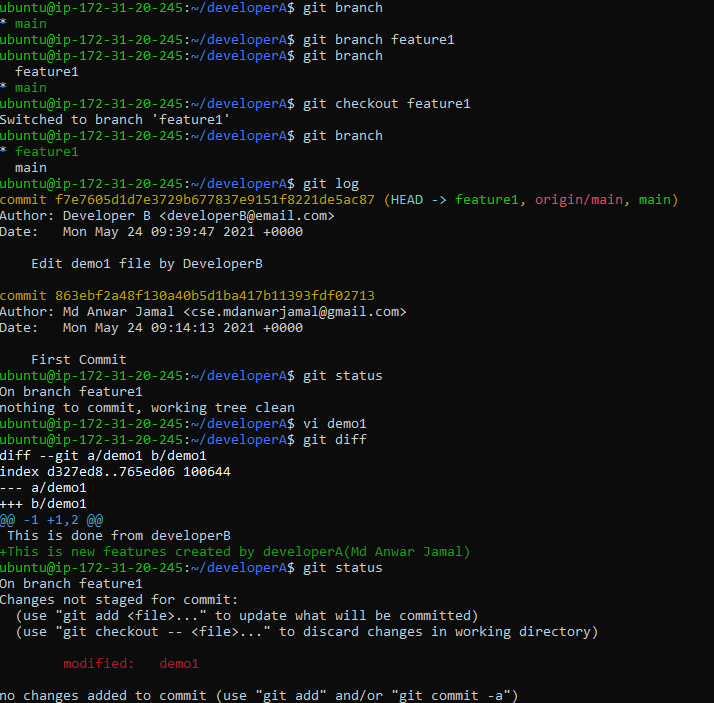 ubuntu@ip-172-31-20-245:~/developerA$ git branch
* main
ubuntu@ip-172-31-20-245:~/developerA$ git branch feature1
ubuntu@ip-172-31-20-245:~/developerA$ git branch
  feature1
* main
ubuntu@ip-172-31-20-245:~/developerA$ git checkout feature1
Switched to branch 'feature1'
ubuntu@ip-172-31-20-245:~/developerA$ git branch
* feature1
  main
ubuntu@ip-172-31-20-245:~/developerA$ git log
commit f7e7605d1d7e3729b677837e9151f8221de5ac87 (HEAD -> feature1, origin/main, main)
Author: Developer B <developerB@email.com>
Date:   Mon May 24 09:39:47 2021 +0000

    Edit demo1 file by DeveloperB

commit 863ebf2a48f130a40b5d1ba417b11393fdf02713
Author: Md Anwar Jamal <cse.mdanwarjamal@gmail.com>
Date:   Mon May 24 09:14:13 2021 +0000

    First Commit
ubuntu@ip-172-31-20-245:~/developerA$ git status
On branch feature1
nothing to commit, working tree clean
ubuntu@ip-172-31-20-245:~/developerA$ vi demo1
ubuntu@ip-172-31-20-245:~/developerA$ git diff
diff --git a/demo1 b/demo1
index d327ed8..765ed06 100644
--- a/demo1
+++ b/demo1
@@ -1 +1,2 @@
 This is done from developerB
+This is new features created by developerA(Md Anwar Jamal)
ubuntu@ip-172-31-20-245:~/developerA$ git status
On branch feature1
Changes not staged for commit:
  (use "git add <file>..." to update what will be committed)
  (use "git checkout -- <file>..." to discard changes in working directory)

        modified:   demo1

no changes added to commit (use "git add" and/or "git commit -a")